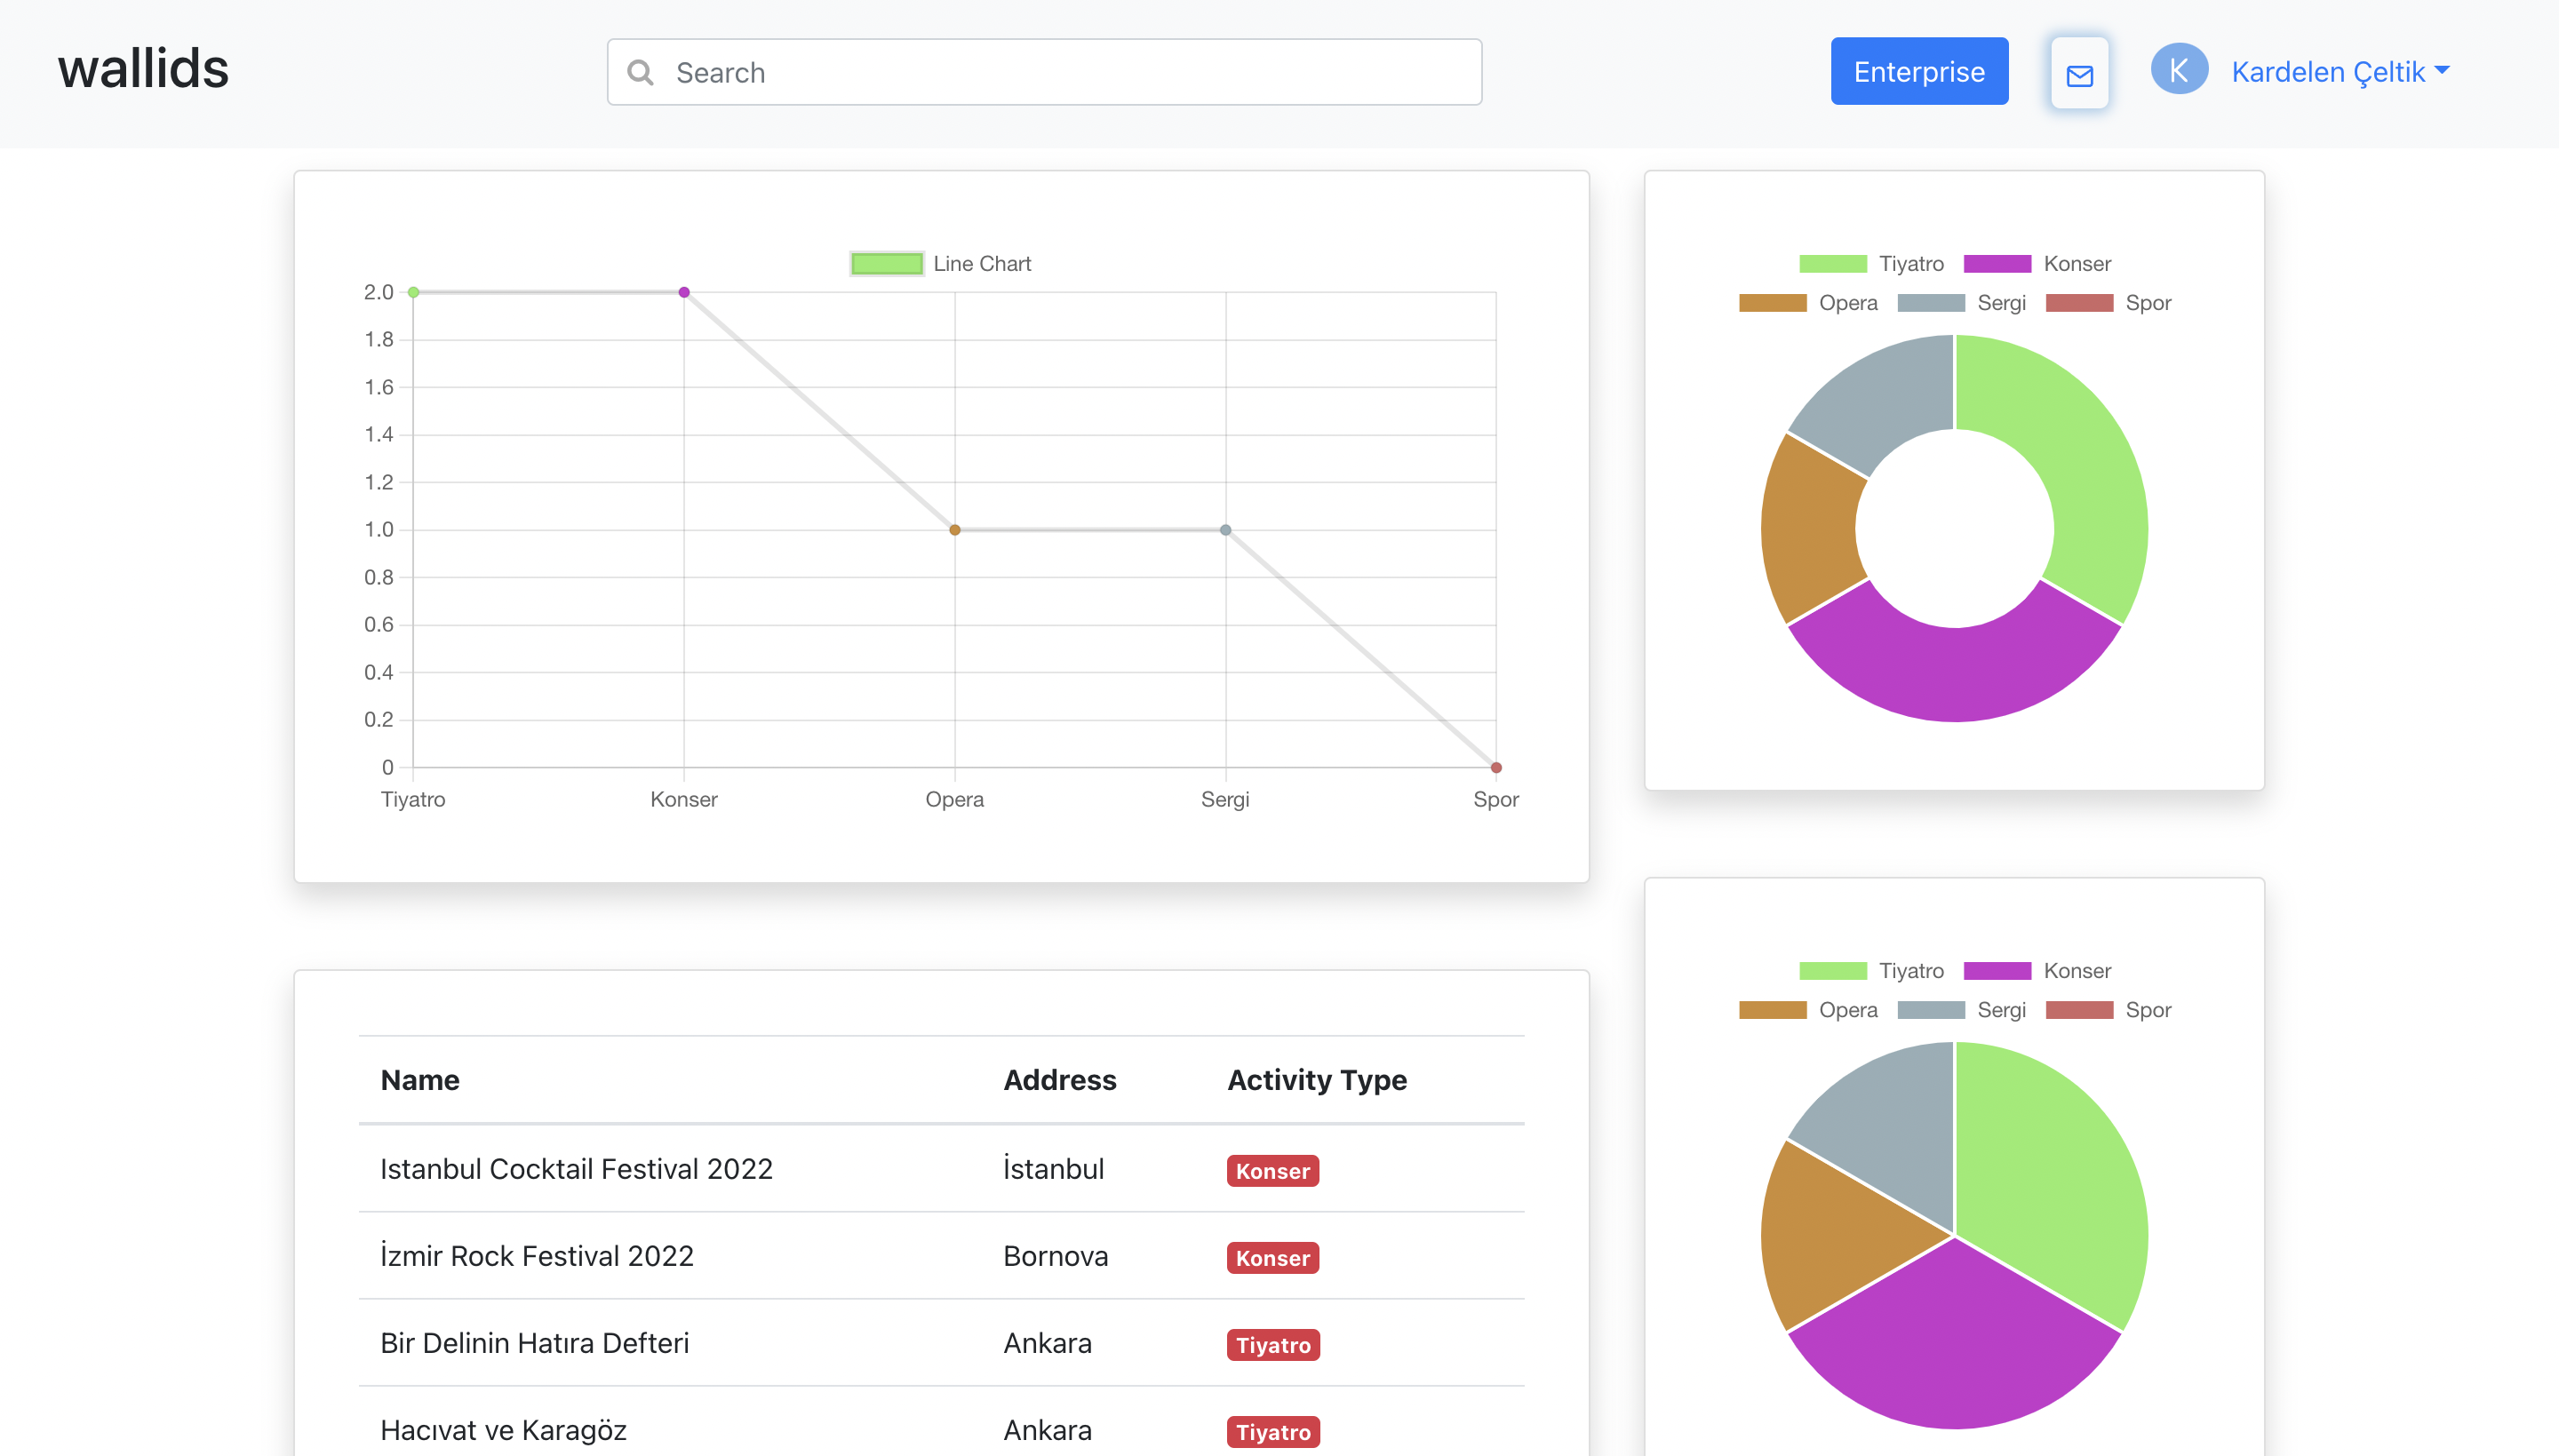 wallids
Search
Enterprise
K
Kardelen Çeltik
Line Chart
2.0
1.8
1.6
1.4
1.2
1.0
0.8
0.6
0.4
0.2
0
Tiyatro Konser Opera Sergi Spor
Tiyatro Konser
Opera Sergi Spor
Name Address Activity Type
Istanbul Cocktail Festival 2022 İstanbul Konser
İzmir Rock Festival 2022 Bornova Konser
Bir Delinin Hatıra Defteri Ankara Tiyatro
Hacıvat ve Karagöz Ankara Tiyatro
Tiyatro Konser
Opera Sergi Spor